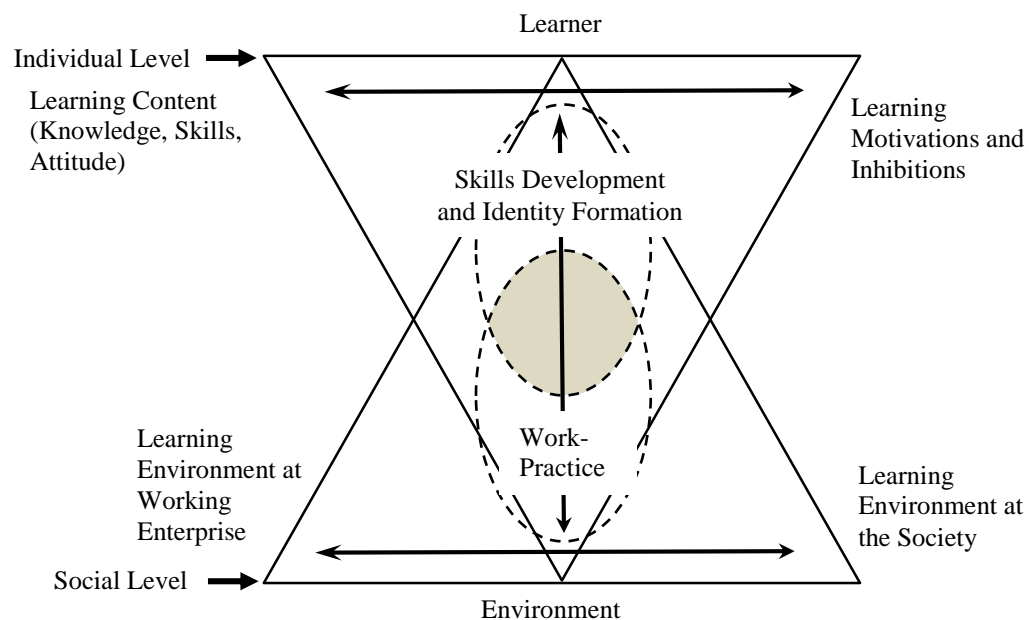 Learner
Individual Level
Learning Content
(Knowledge, Skills,
Attitude)
Learning
Motivations and
Inhibitions
Skills Development
and Identity Formation
Work-
Practice
Learning
Environment at
Working
Enterprise
Learning
Environment at
the Society
Social Level
Environment